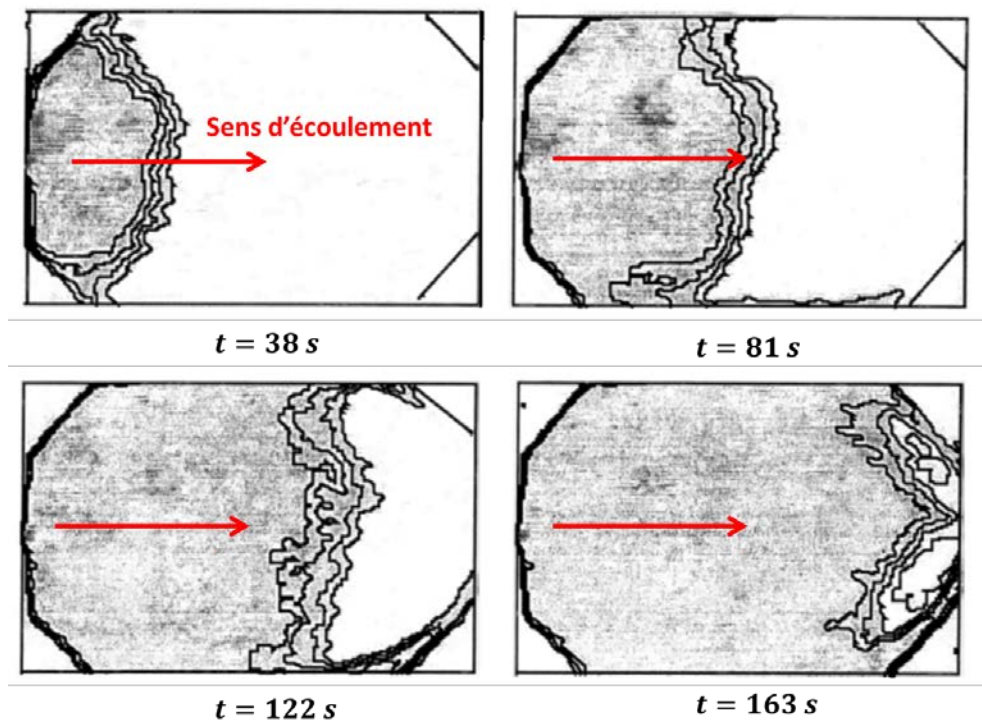 Sens d'écoulement
t = 38 s
t = 81 s
t = 122 s
t = 163 s